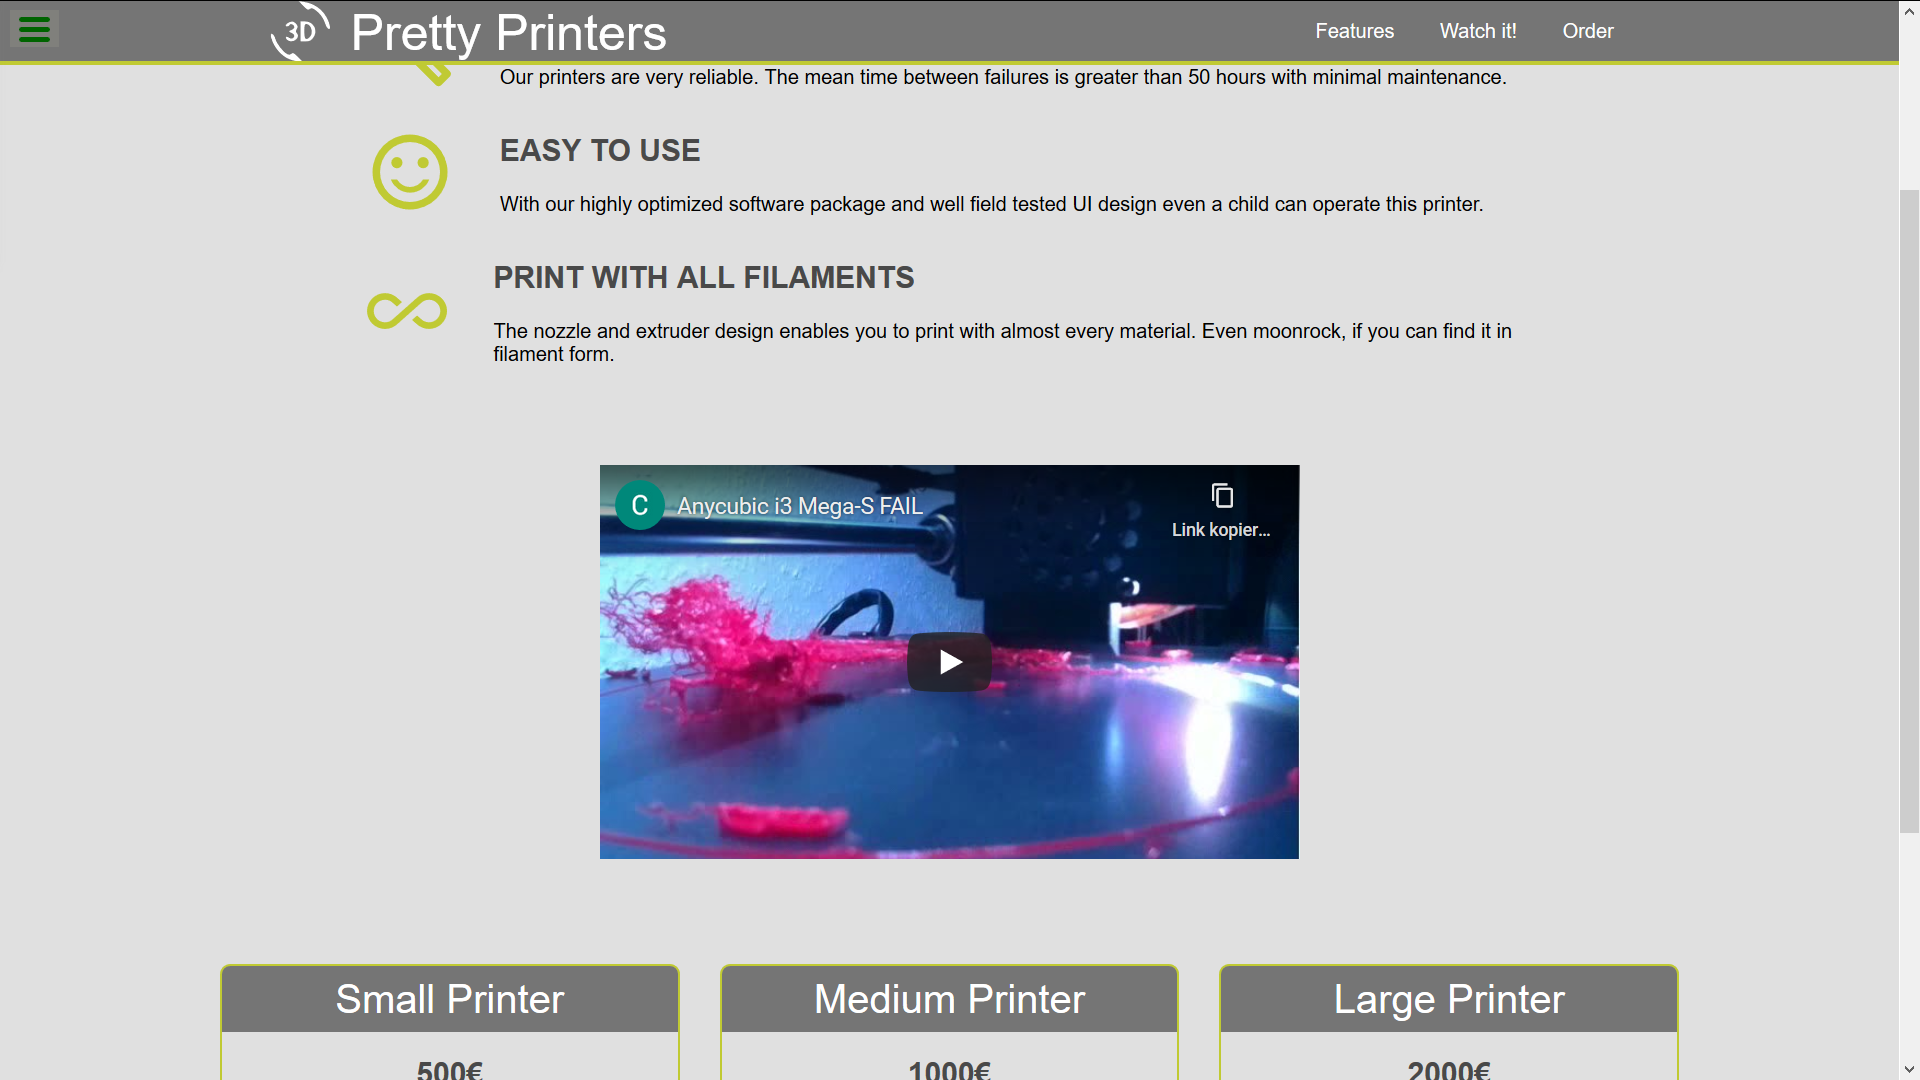 3D Pretty Printers Features Watch it! Order
Our printers are very reliable. The mean time between failures is greater than 50 hours with minimal maintenance.
EASY TO USE
With our highly optimized software package and well field tested UI design even a child can operate this printer.
PRINT WITH ALL FILAMENTS
The nozzle and extruder design enables you to print with almost every material. Even moonrock, if you can find it in
filament form.
C Anycubic i3 Mega-S FAIL
Link kopier...
Small Printer Medium Printer Large Printer
500€ 1000€ 2000€